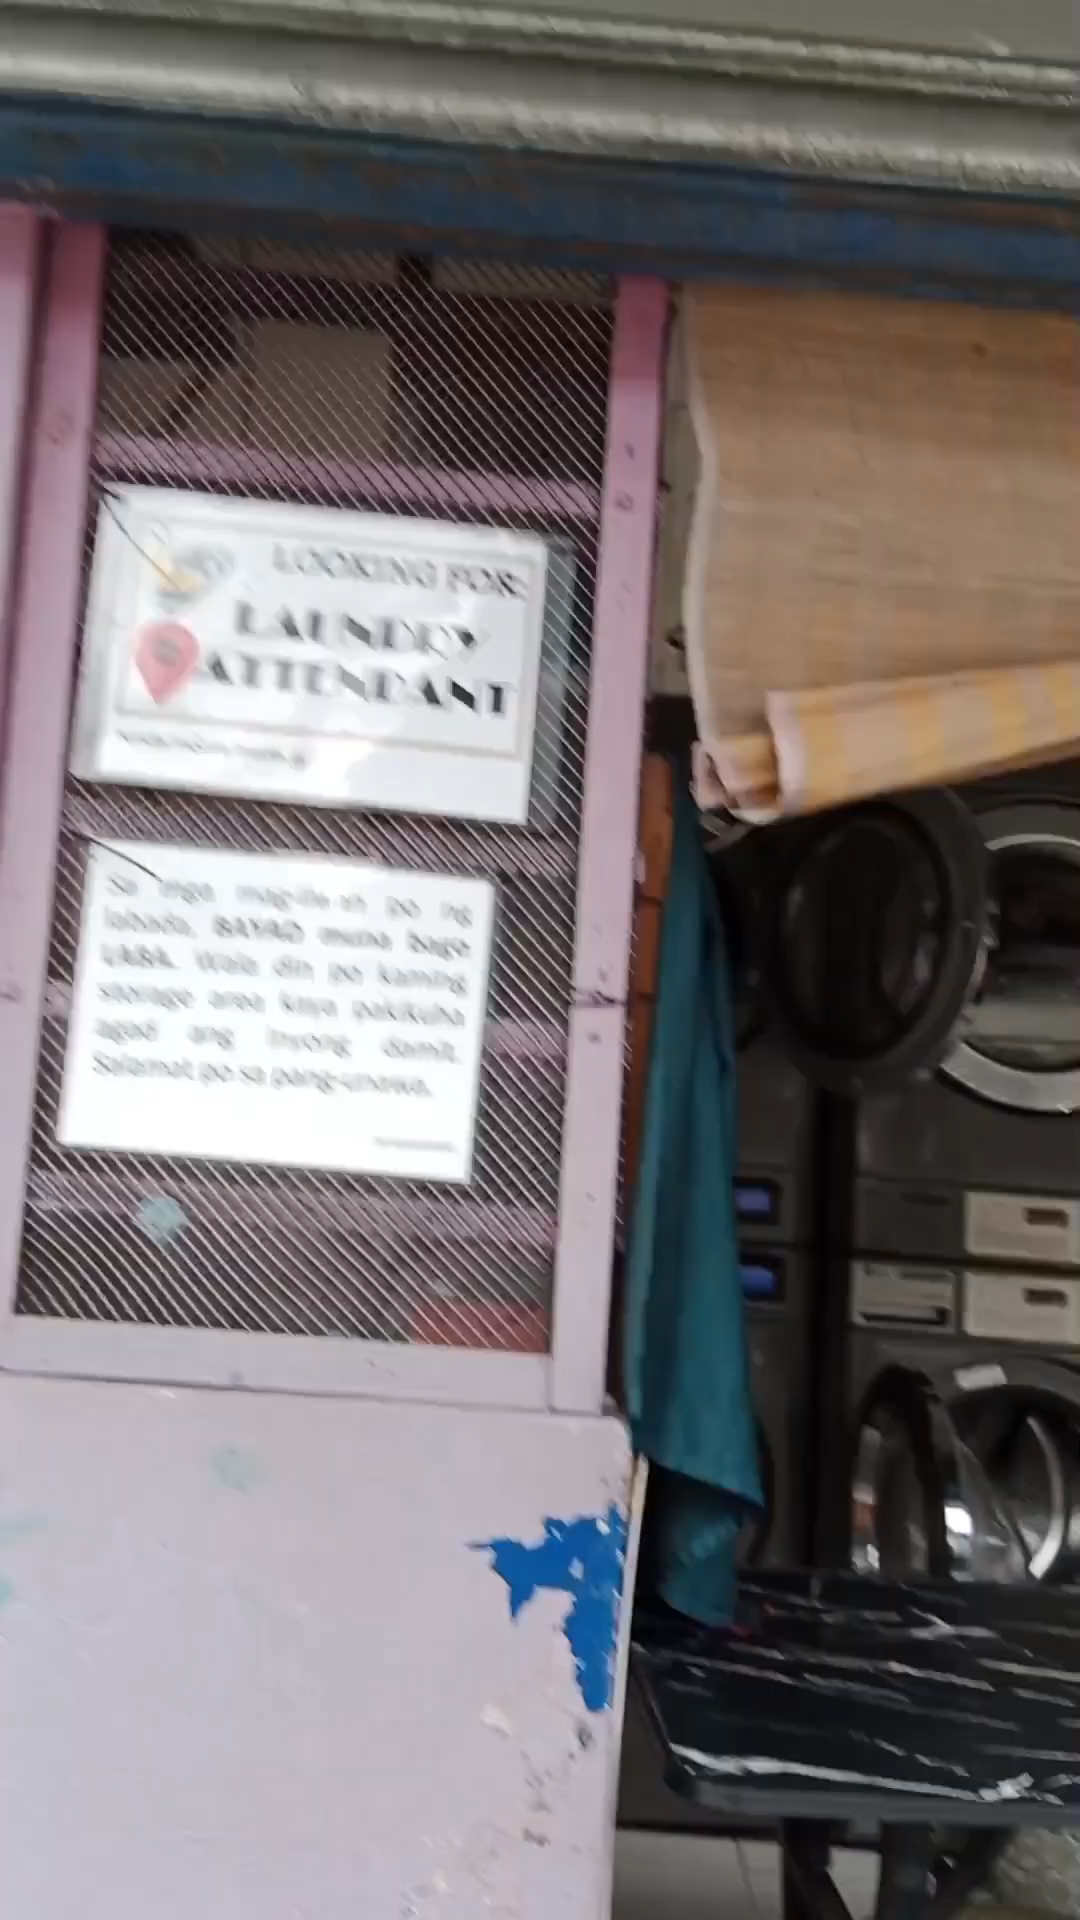 LOOKING FOR:
LAUNDRY
ATTENDANT
Sa mga mag-iiwan po ng
labada, BAYAD muna bago
LABA. Wala din po kaming
storage area kaya pakikuha
agad ang inyong damit.
Salamat po sa pang-unawa.